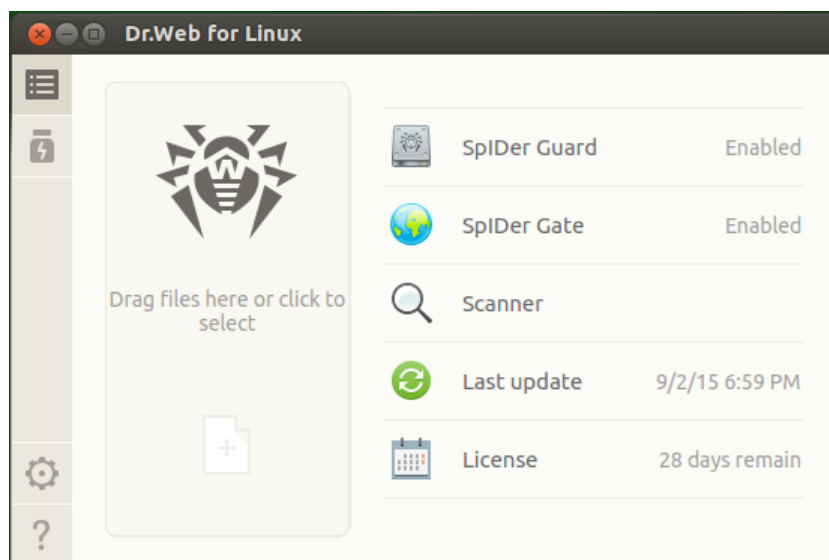 Dr.Web for Linux
SpIDer Guard Enabled
SpIDer Gate Enabled
Drag files here or click to
select
Scanner
Last update 9/2/15 6:59 PM
License 28 days remain